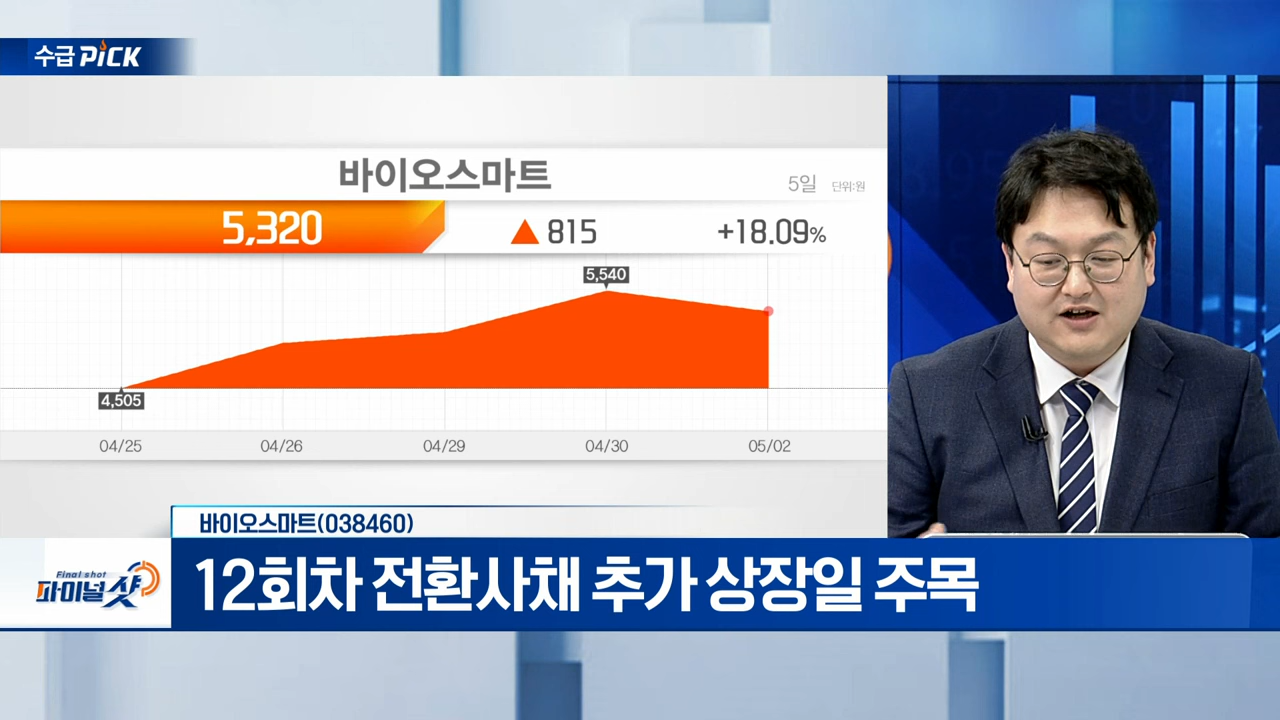 수급 PiCK
바이오스마트
5일 단위:원
5,320 ▲ 815 +18.09%
5,540
4,505
04/25 04/26 04/29 04/30 05/02
바이오스마트(038460)
Final shot
파이널샷
12회차 전환사채 추가 상장일 주목